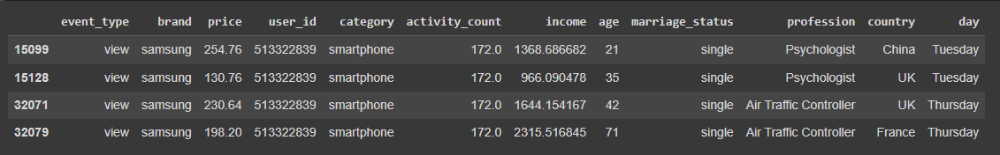 event_type brand price user_id category activity_count income age marriage_status profession country day
15099 view samsung 254.76 513322839 smartphone 172.0 1368.686682 21 single Psychologist China Tuesday
15128 view samsung 130.76 513322839 smartphone 172.0 966.090478 35 single Psychologist UK Tuesday
32071 view samsung 230.64 513322839 smartphone 172.0 1644.154167 42 single Air Traffic Controller UK Thursday
32079 view samsung 198.20 513322839 smartphone 172.0 2315.516845 71 single Air Traffic Controller France Thursday